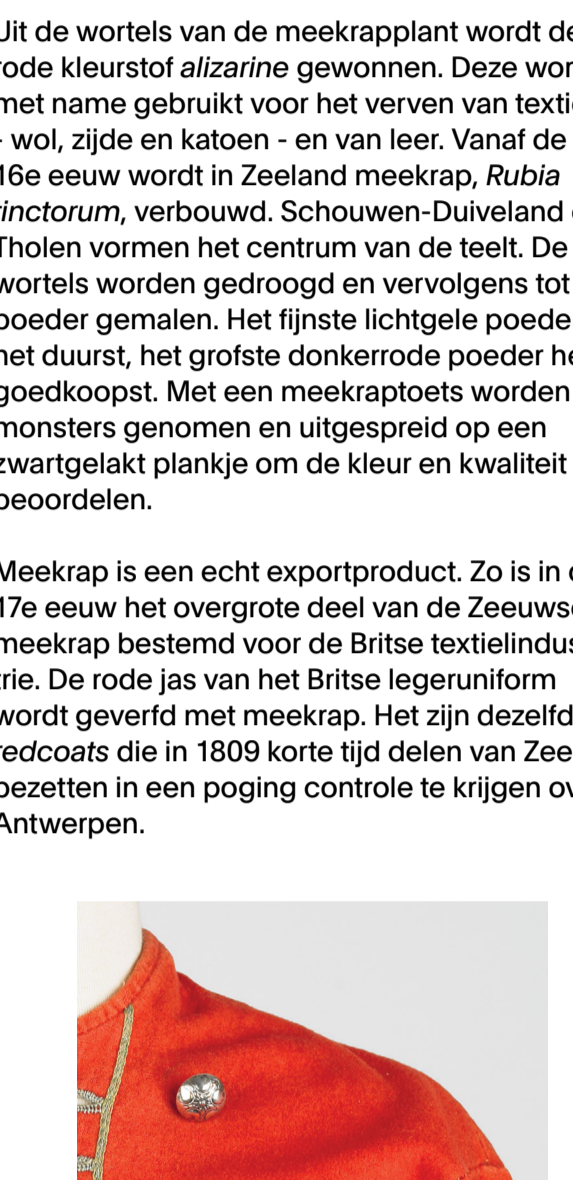 Uit de wortels van de meekrapplant wordt de
rode kleurstof alizarine gewonnen. Deze wor
met name gebruikt voor het verven van texti
- wol, zijde en katoen - en van leer. Vanaf de
16e eeuw wordt in Zeeland meekrap, Rubia
tinctorum, verbouwd. Schouwen-Duiveland
Tholen vormen het centrum van de teelt. De
wortels worden gedroogd en vervolgens tot
poeder gemalen. Het fijnste lichtgele poede
het duurst, het grofste donkerrode poeder he
goedkoopst. Met een meekraptoets worden
monsters genomen en uitgespreid op een
zwartgelakt plankje om de kleur en kwaliteit
beoordelen.
Meekrap is een echt exportproduct. Zo is in
17e eeuw het overgrote deel van de Zeeuws
meekrap bestemd voor de Britse textielindus
trie. De rode jas van het Britse legeruniform
wordt geverfd met meekrap. Het zijn dezelfd
redcoats die in 1809 korte tijd delen van Zee
bezetten in een poging controle te krijgen ov
Antwerpen.